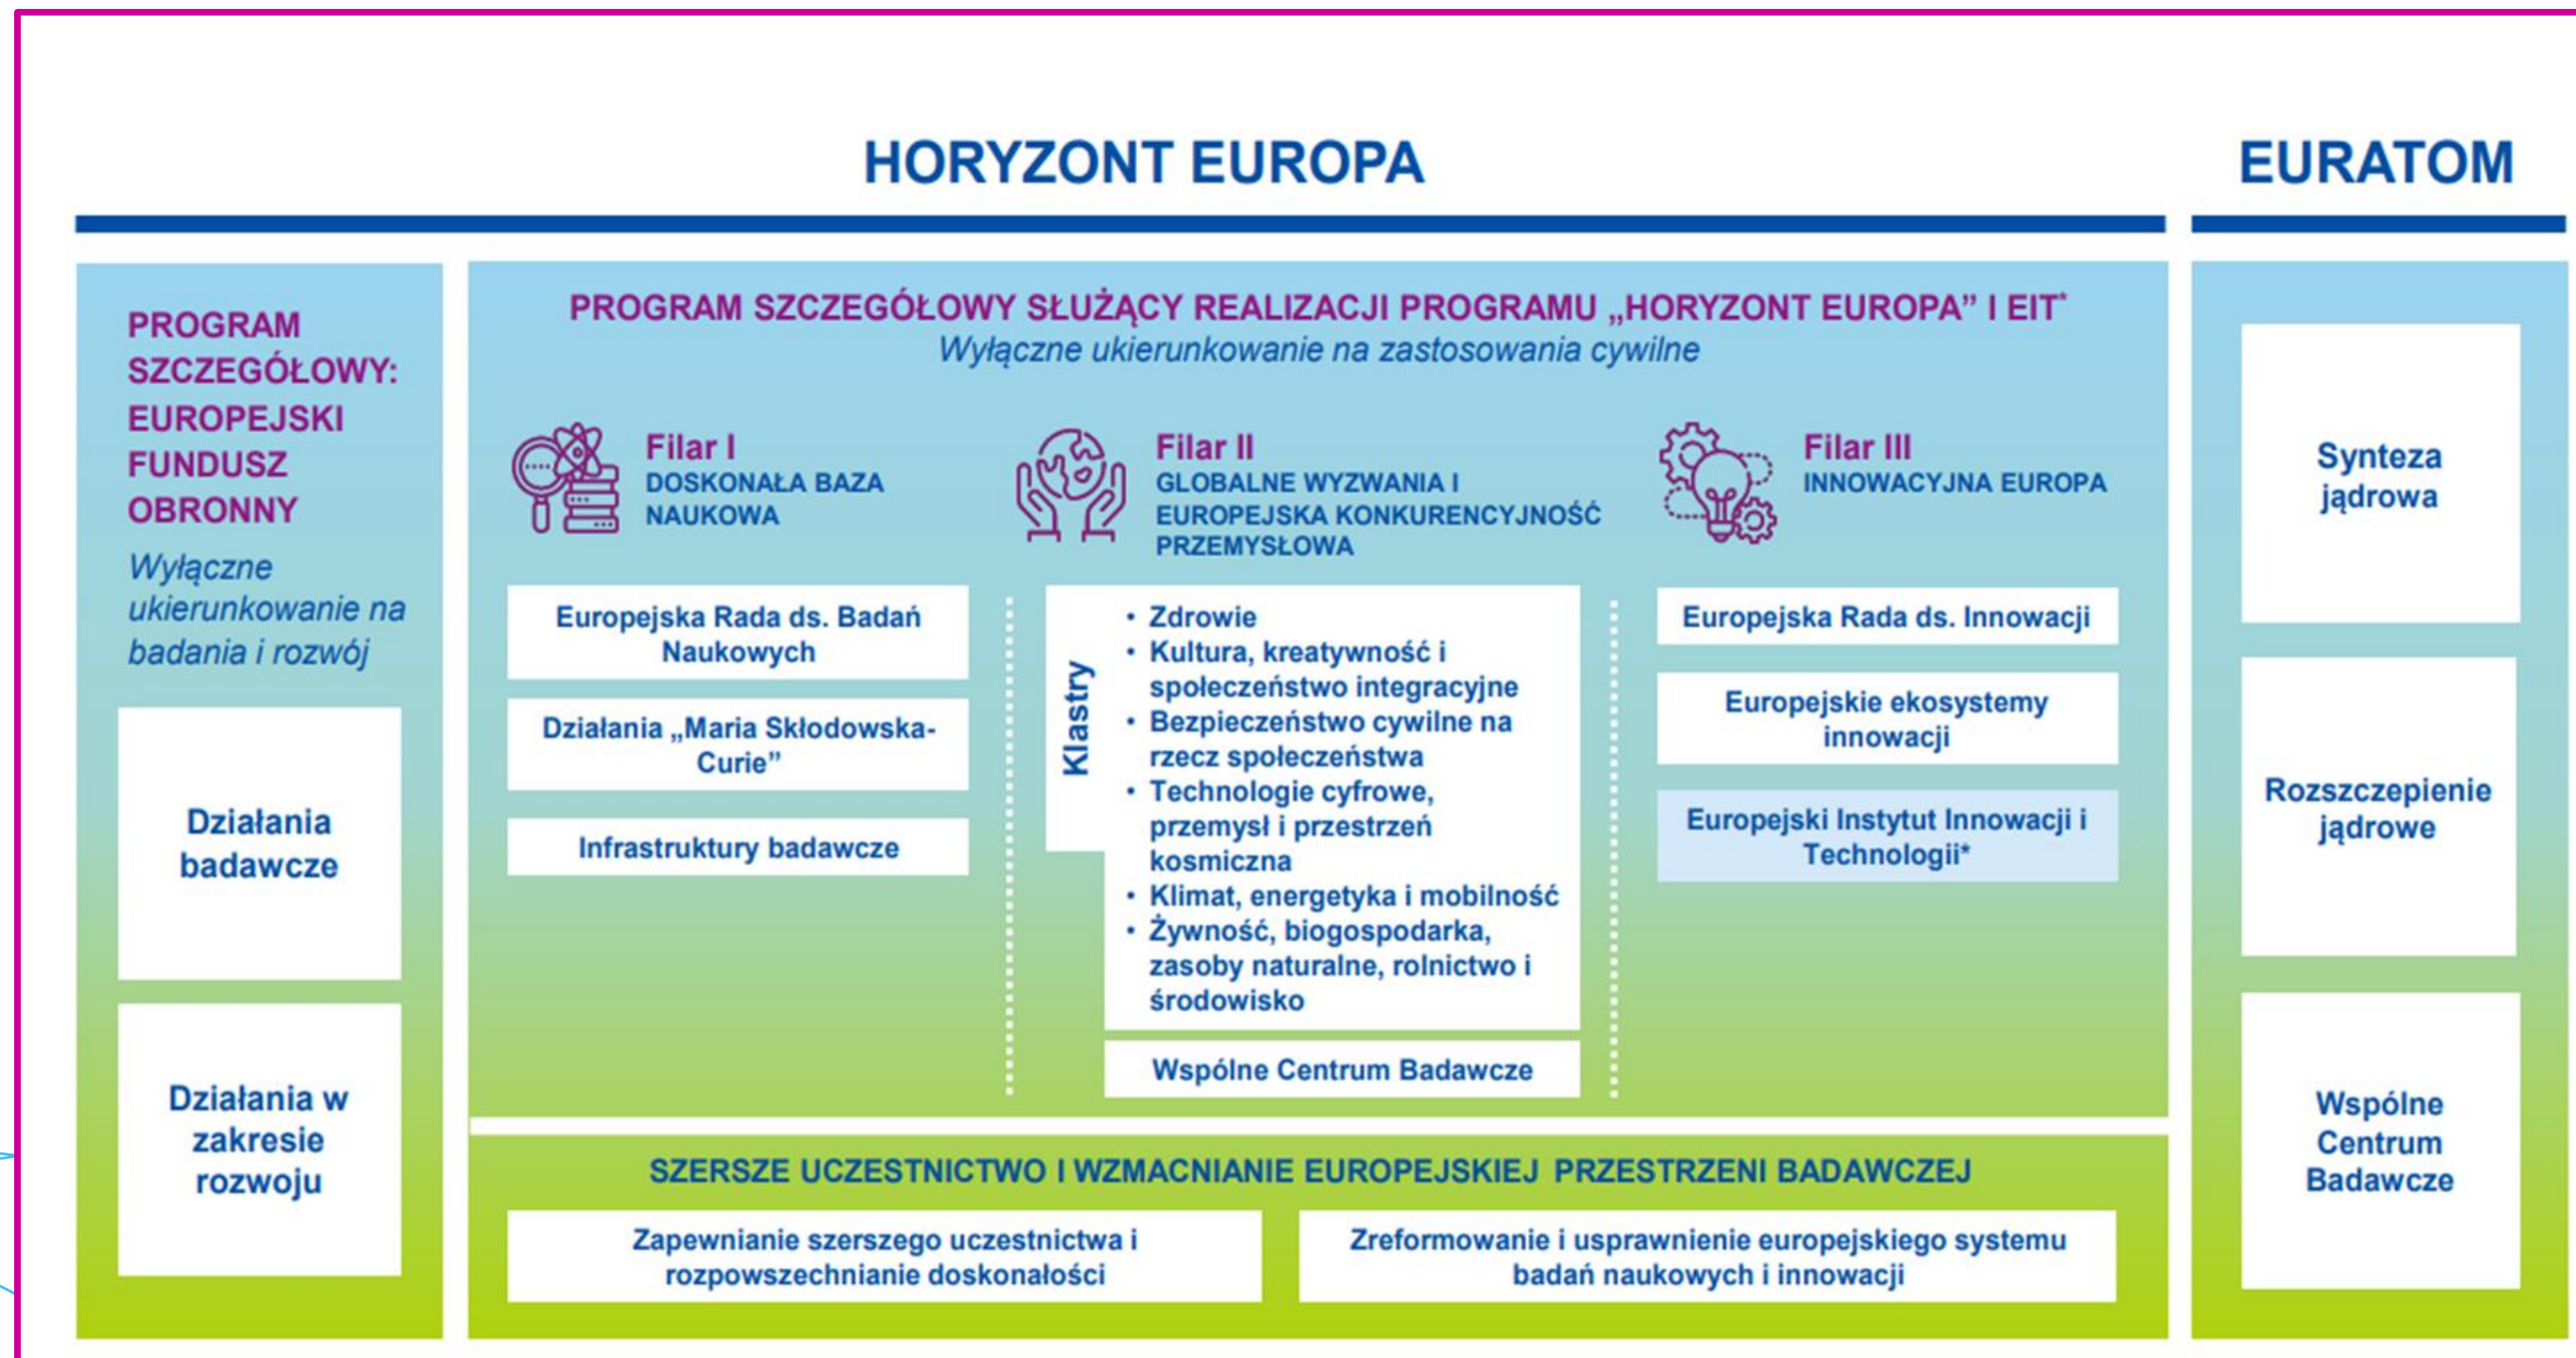 HORYZONT EUROPA
EURATOM
PROGRAM
SZCZEGÓŁOWY:
EUROPEJSKI
FUNDUSZ
OBRONNY
Wyłączne
ukierunkowanie na
badania i rozwój
Działania
badawcze
Działania w
zakresie
rozwoju
PROGRAM SZCZEGÓŁOWY SŁUŻĄCY REALIZACJI PROGRAMU „HORYZONT EUROPA” I EIT*
Wyłączne ukierunkowanie na zastosowania cywilne
Filar I
DOSKONAŁA BAZA
NAUKOWA
Europejska Rada ds. Badań
Naukowych
Działania „Maria Skłodowska-
Curie”
Infrastruktury badawcze
Filar II
GLOBALNE WYZWANIA I
EUROPEJSKA KONKURENCYJNOŚĆ
PRZEMYSŁOWA
Klastry
• Zdrowie
• Kultura, kreatywność i
społeczeństwo integracyjne
• Bezpieczeństwo cywilne na
rzecz społeczeństwa
• Technologie cyfrowe,
przemysł i przestrzeń
kosmiczna
• Klimat, energetyka i mobilność
• Żywność, biogospodarka,
zasoby naturalne, rolnictwo i
środowisko
Wspólne Centrum Badawcze
Filar III
INNOWACYJNA EUROPA
Europejska Rada ds. Innowacji
Europejskie ekosystemy
innowacji
Europejski Instytut Innowacji i
Technologii*
SZERSZE UCZESTNICTWO I WZMACNIANIE EUROPEJSKIEJ PRZESTRZENI BADAWCZEJ
Zapewnianie szerszego uczestnictwa i
rozpowszechnianie doskonałości
Zreformowanie i usprawnienie europejskiego systemu
badań naukowych i innowacji
Synteza
jądrowa
Rozszczepienie
jądrowe
Wspólne
Centrum
Badawcze